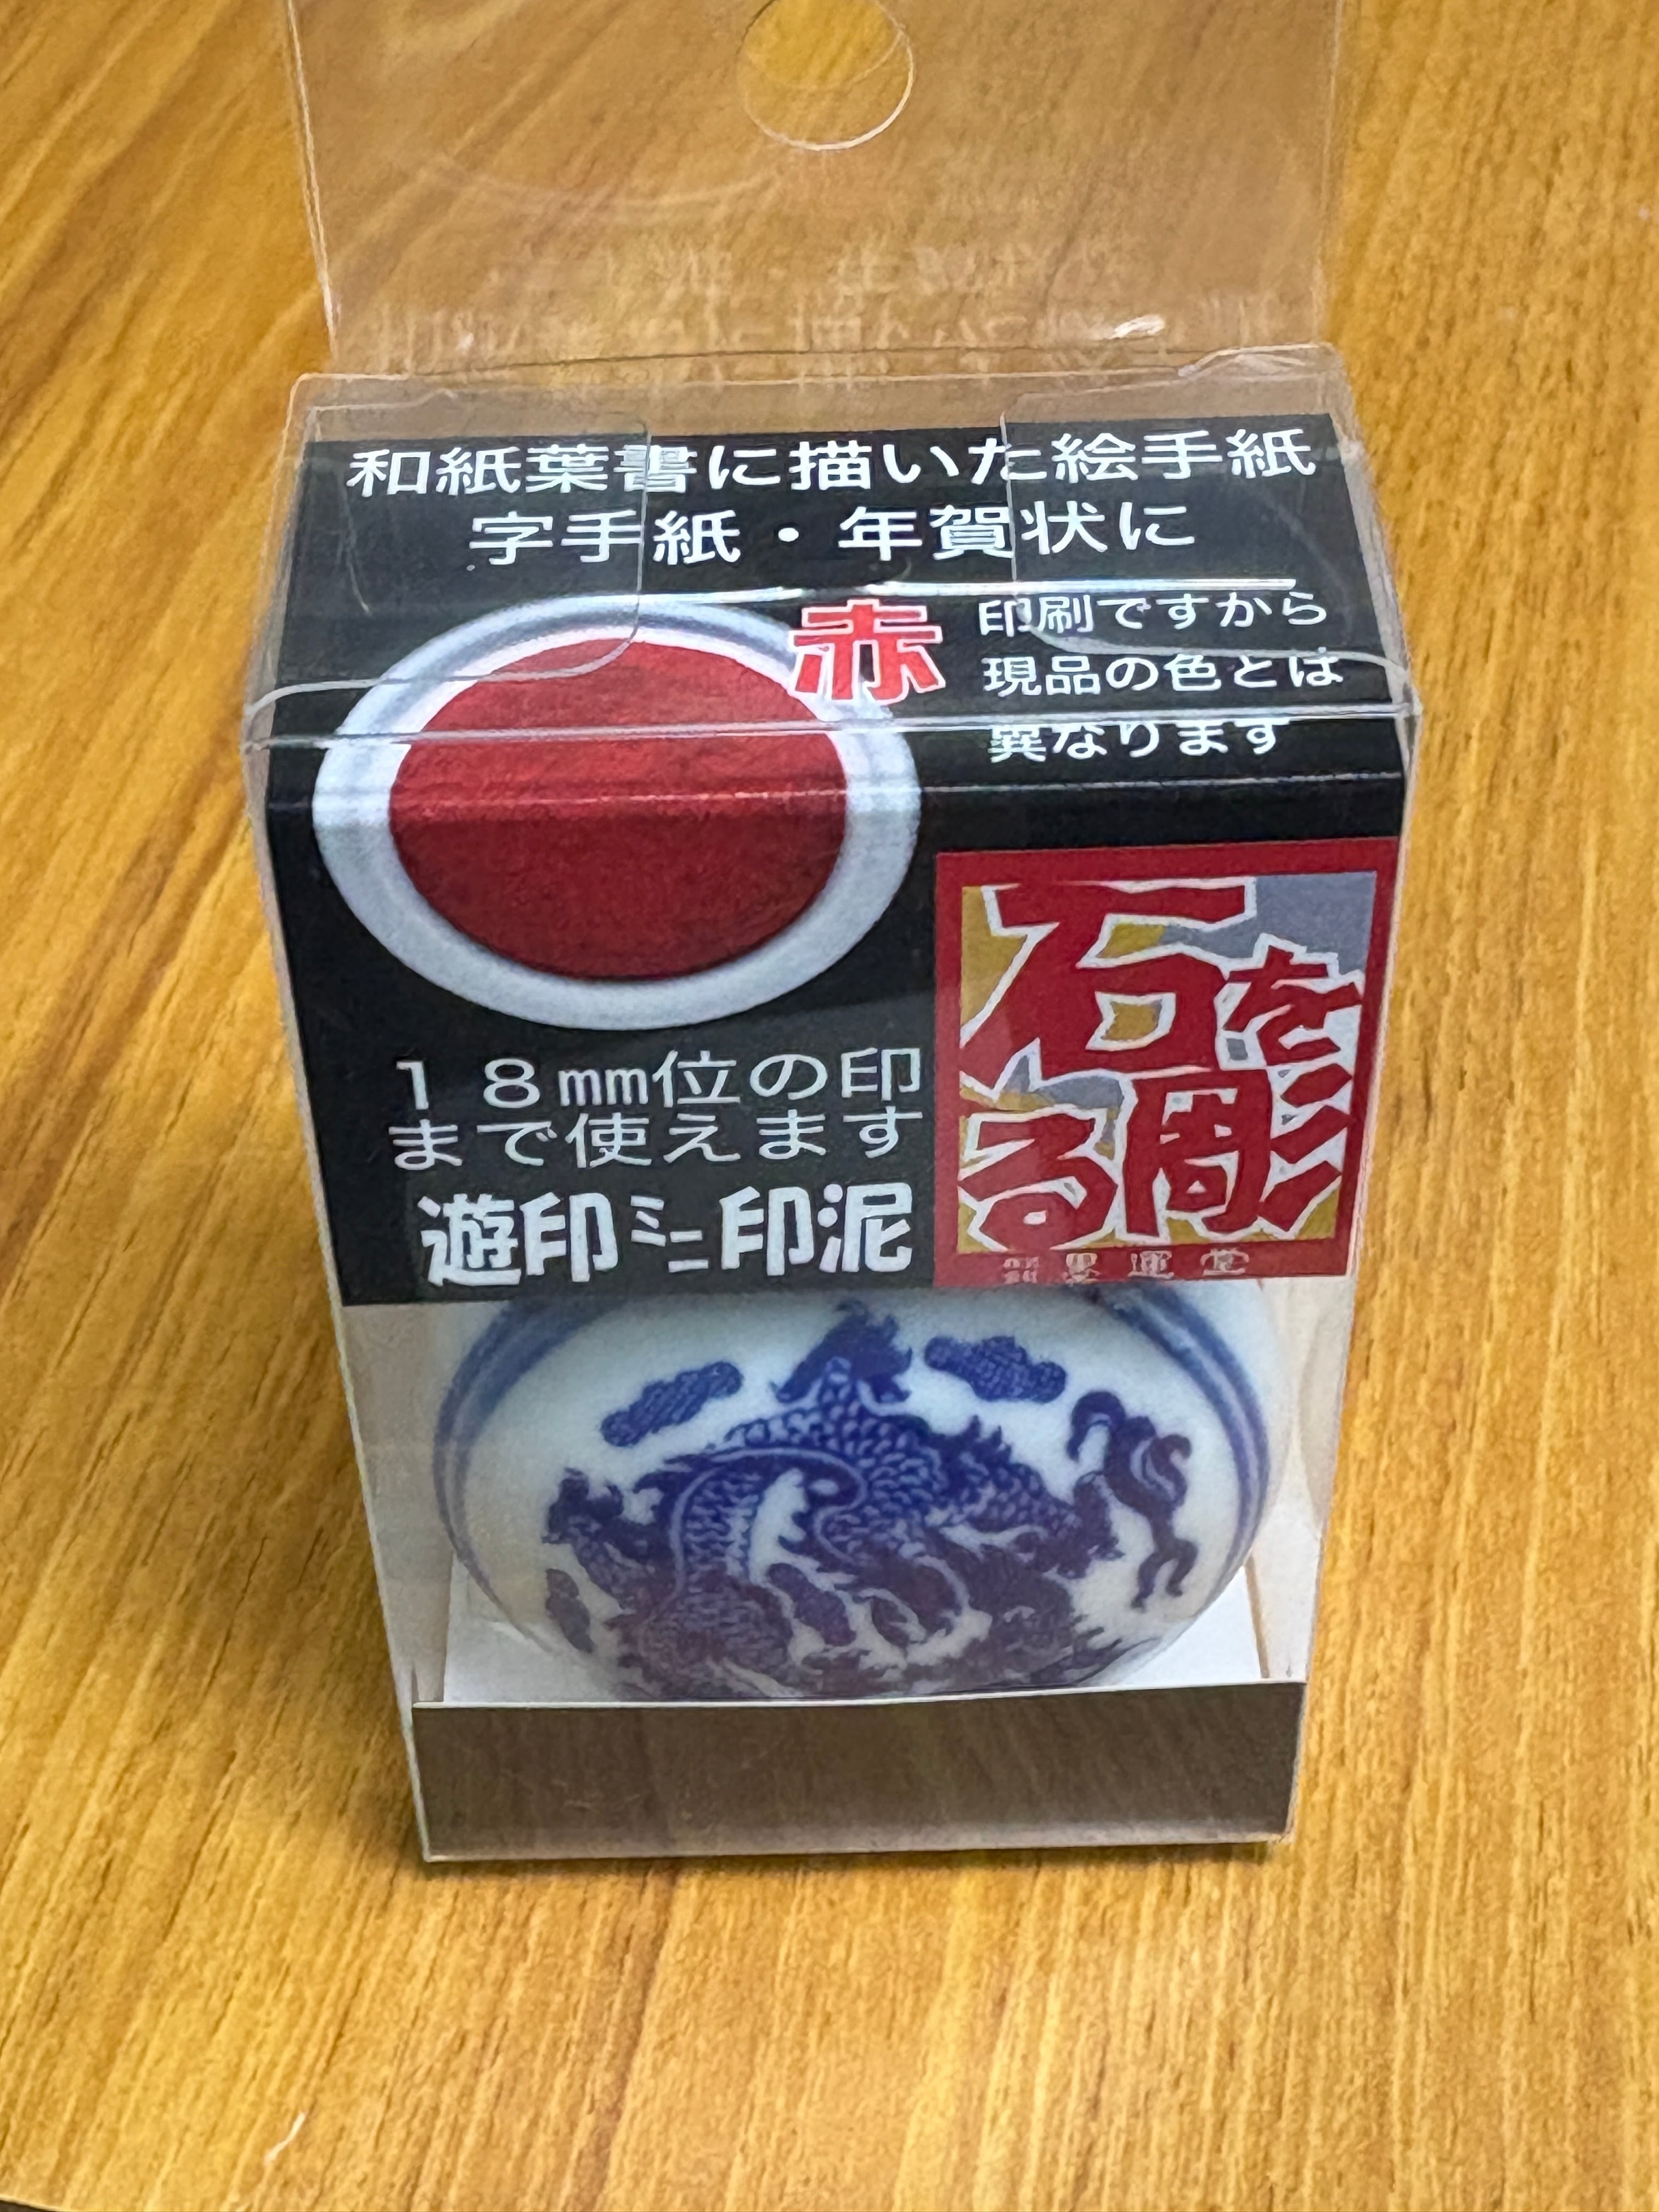 和紙葉書に描いた絵手紙
字手紙・年賀状に
赤
印刷ですから
現品の色とは
異なります
石を
彫る
18㎜位の印
まで使えます
遊印ミニ印泥
墨運堂